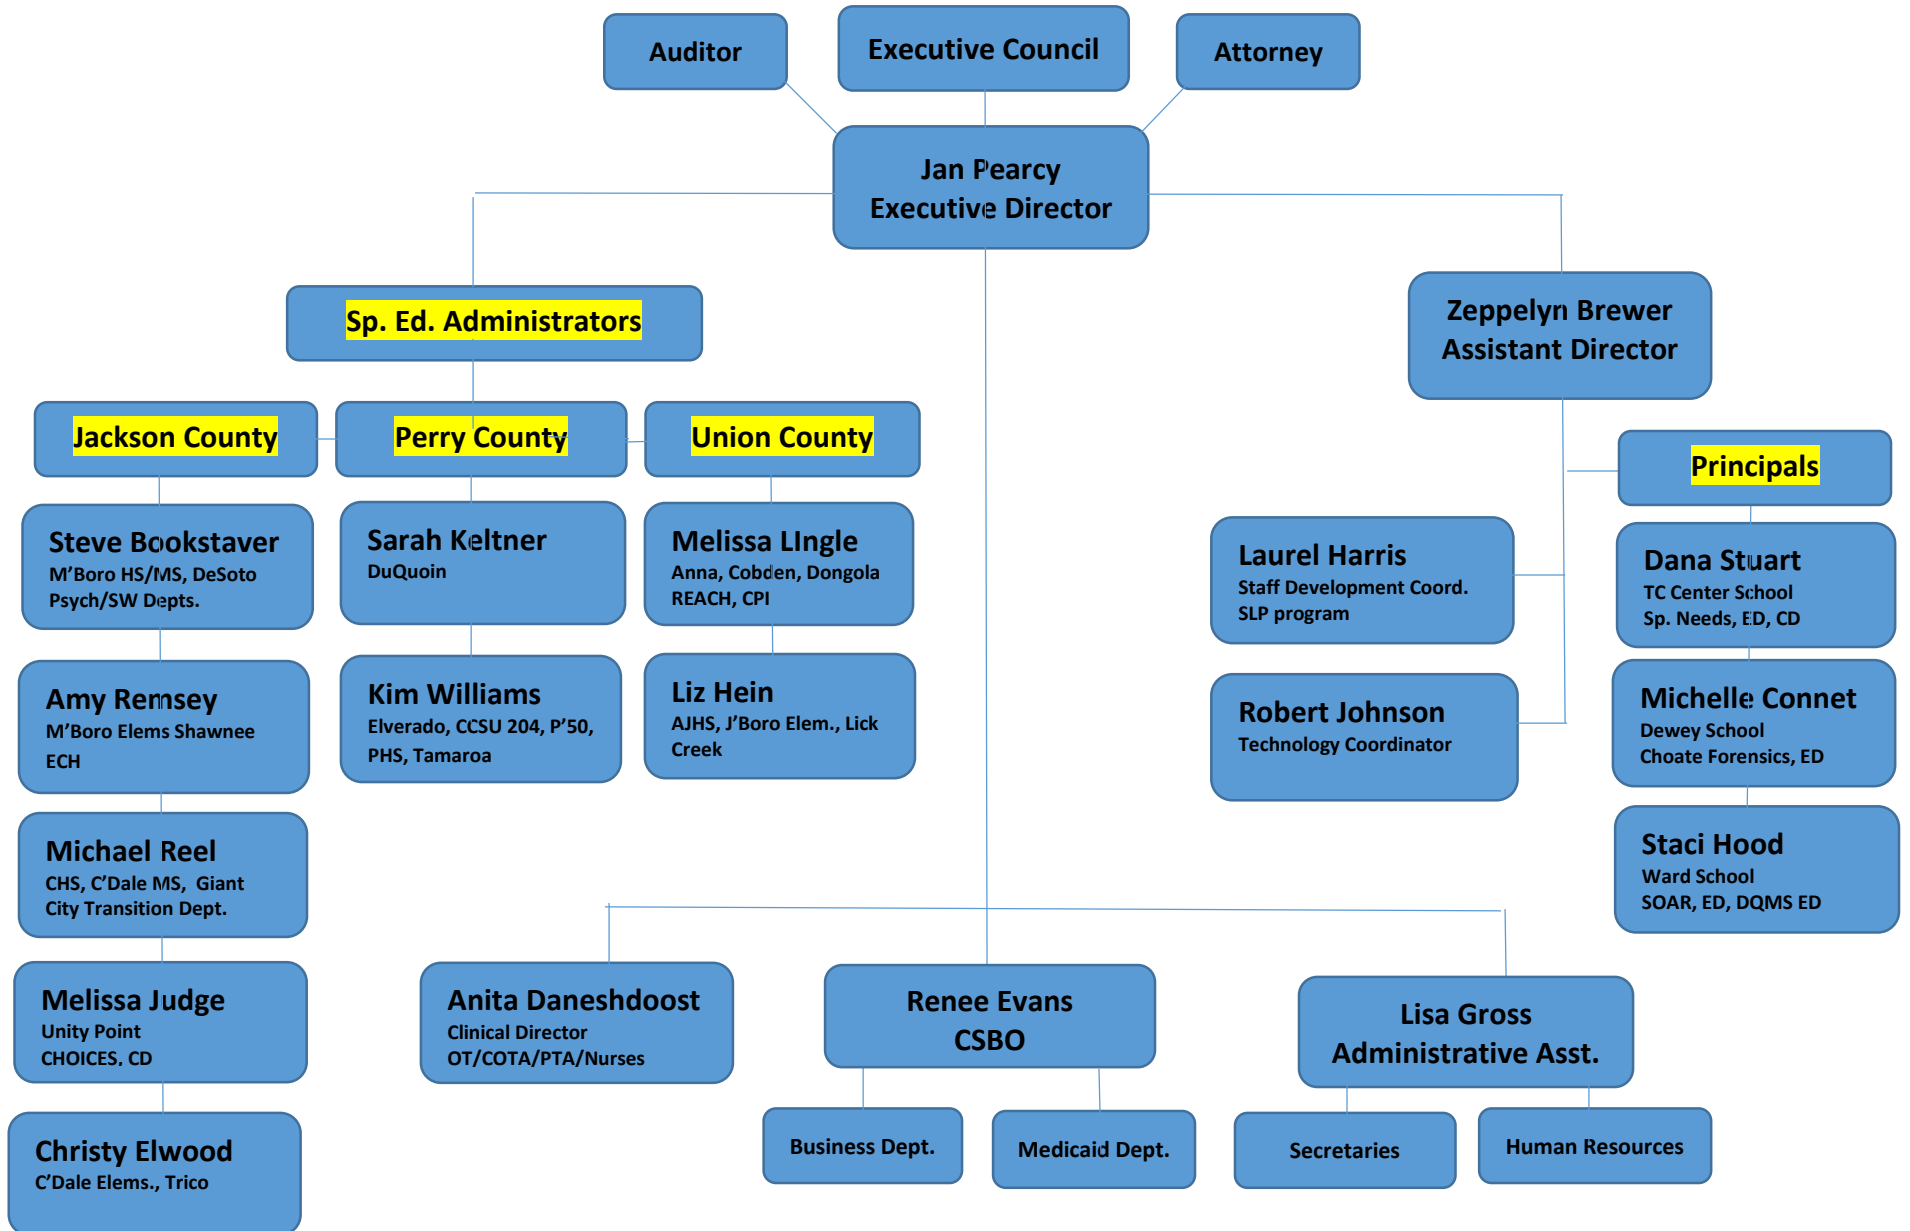 Auditor
Executive Council
Attorney
Jan Pearcy
Executive Director
Sp. Ed. Administrators
Zeppelyn Brewer
Assistant Director
Jackson County
Perry County
Union County
Principals
Steve Bookstaver
M’Boro HS/MS, DeSoto
Psych/SW Depts.
Sarah Keltner
DuQuoin
Melissa LIngle
Anna, Cobden, Dongola
REACH, CPI
Laurel Harris
Staff Development Coord.
SLP program
Dana Stuart
TC Center School
Sp. Needs, ED, CD
Amy Remsey
M’Boro Elems Shawnee
ECH
Kim Williams
Elverado, CCSU 204, P’50,
PHS, Tamaroa
Liz Hein
AJHS, J’Boro Elem., Lick
Creek
Robert Johnson
Technology Coordinator
Michelle Connet
Dewey School
Choate Forensics, ED
Michael Reel
CHS, C’Dale MS, Giant
City Transition Dept.
Staci Hood
Ward School
SOAR, ED, DQMS ED
Melissa Judge
Unity Point
CHOICES, CD
Anita Daneshdoost
Clinical Director
OT/COTA/PTA/Nurses
Renee Evans
CSBO
Lisa Gross
Administrative Asst.
Christy Elwood
C’Dale Elems., Trico
Business Dept.
Medicaid Dept.
Secretaries
Human Resources